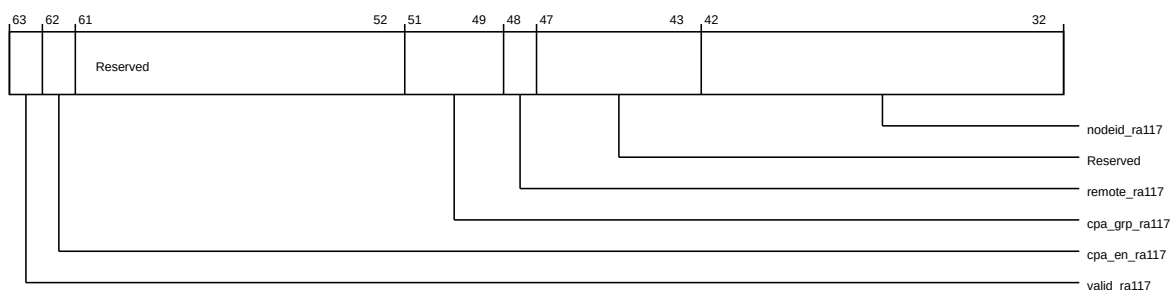 63 62 61 52 51 49 48 47 43 42 32
Reserved
nodeid_ra117
Reserved
remote_ra117
cpa_grp_ra117
cpa_en_ra117
valid_ra117